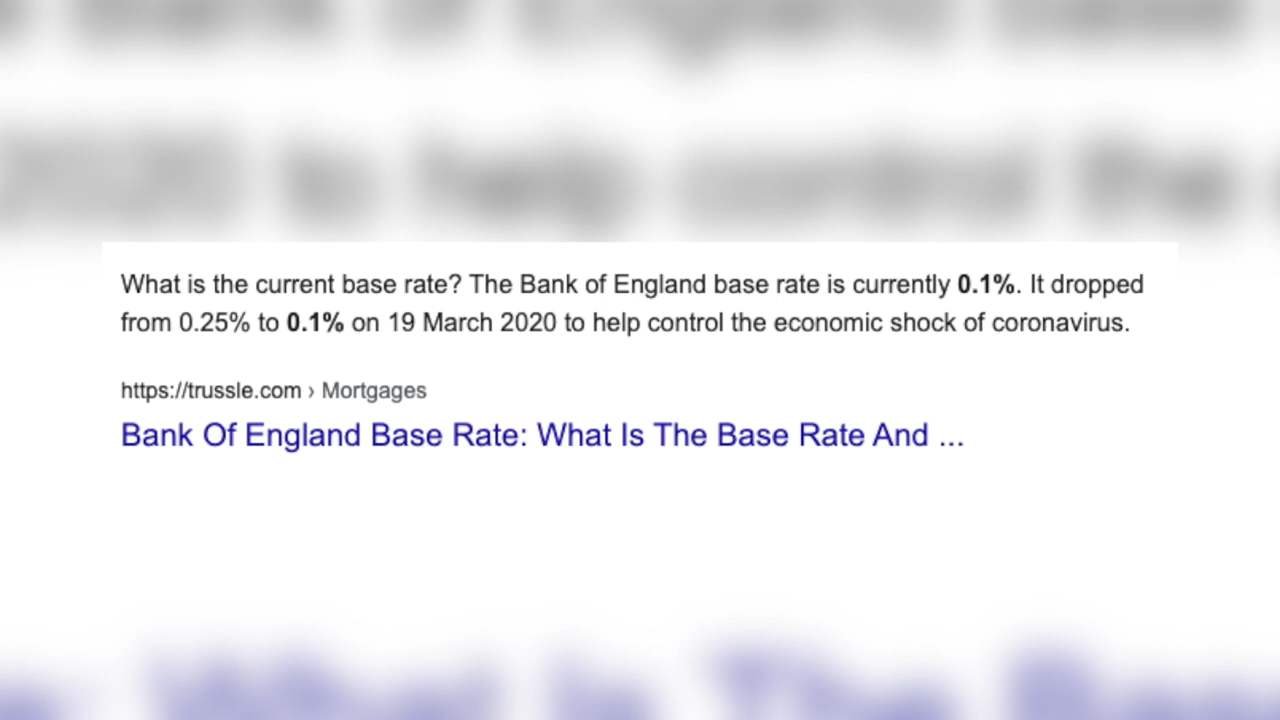 What is the current base rate? The Bank of England base rate is currently 0.1%. It dropped
from 0.25% to 0.1% on 19 March 2020 to help control the economic shock of coronavirus.
https://trussle.com › Mortgages
Bank Of England Base Rate: What Is The Base Rate And ...